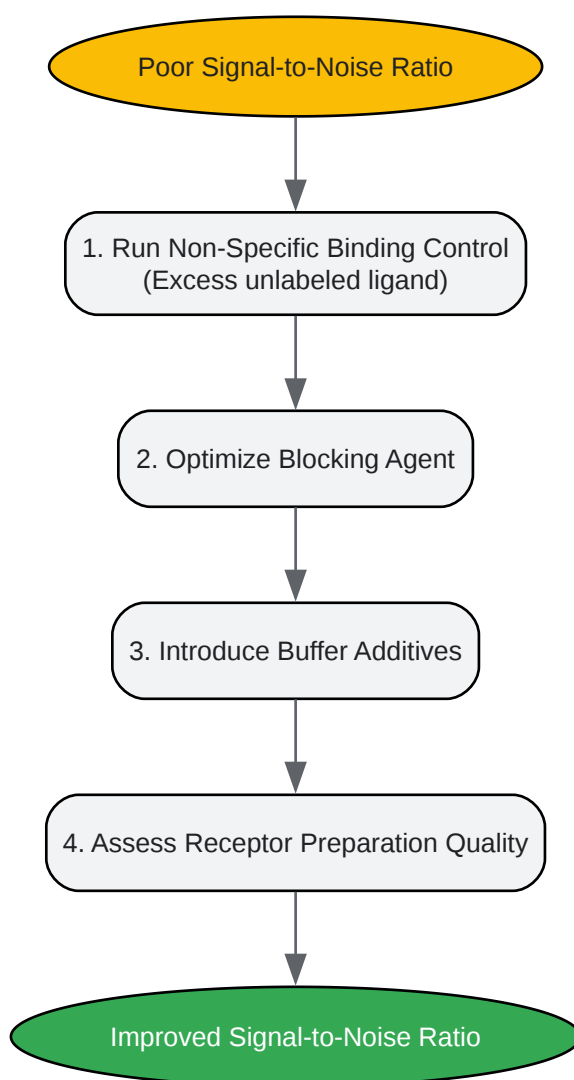 Poor Signal-to-Noise Ratio
1. Run Non-Specific Binding Control
(Excess unlabeled ligand)
2. Optimize Blocking Agent
3. Introduce Buffer Additives
4. Assess Receptor Preparation Quality
Improved Signal-to-Noise Ratio